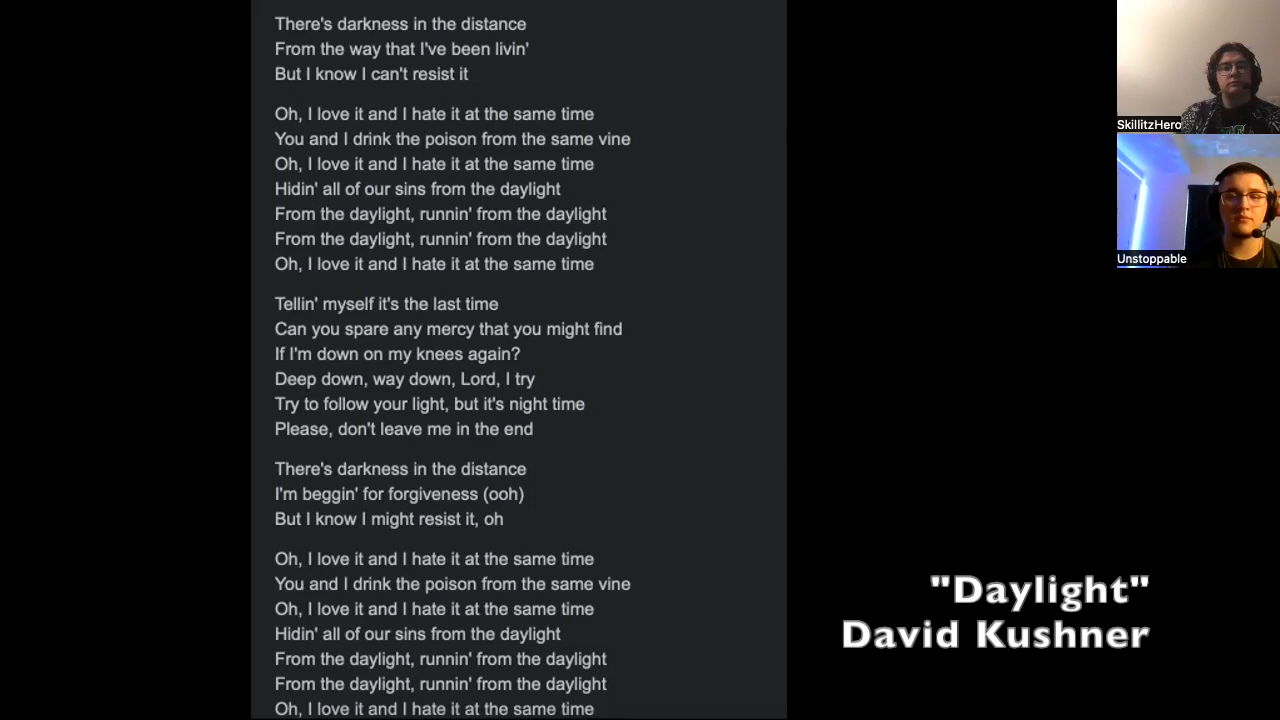 There's darkness in the distance
From the way that I've been livin'
But I know I can't resist it
Oh, I love it and I hate it at the same time
You and I drink the poison from the same vine
Oh, I love it and I hate it at the same time
Hidin' all of our sins from the daylight
From the daylight, runnin' from the daylight
From the daylight, runnin' from the daylight
Oh, I love it and I hate it at the same time
Tellin' myself it's the last time
Can you spare any mercy that you might find
If I'm down on my knees again?
Deep down, way down, Lord, I try
Try to follow your light, but it's night time
Please, don't leave me in the end
There's darkness in the distance
I'm beggin' for forgiveness (ooh)
But I know I might resist it, oh
Oh, I love it and I hate it at the same time
You and I drink the poison from the same vine
Oh, I love it and I hate it at the same time
Hidin' all of our sins from the daylight
From the daylight, runnin' from the daylight
From the daylight, runnin' from the daylight
Oh, I love it and I hate it at the same time
SkillitzHero
Unstoppable
"Daylight"
David Kushner